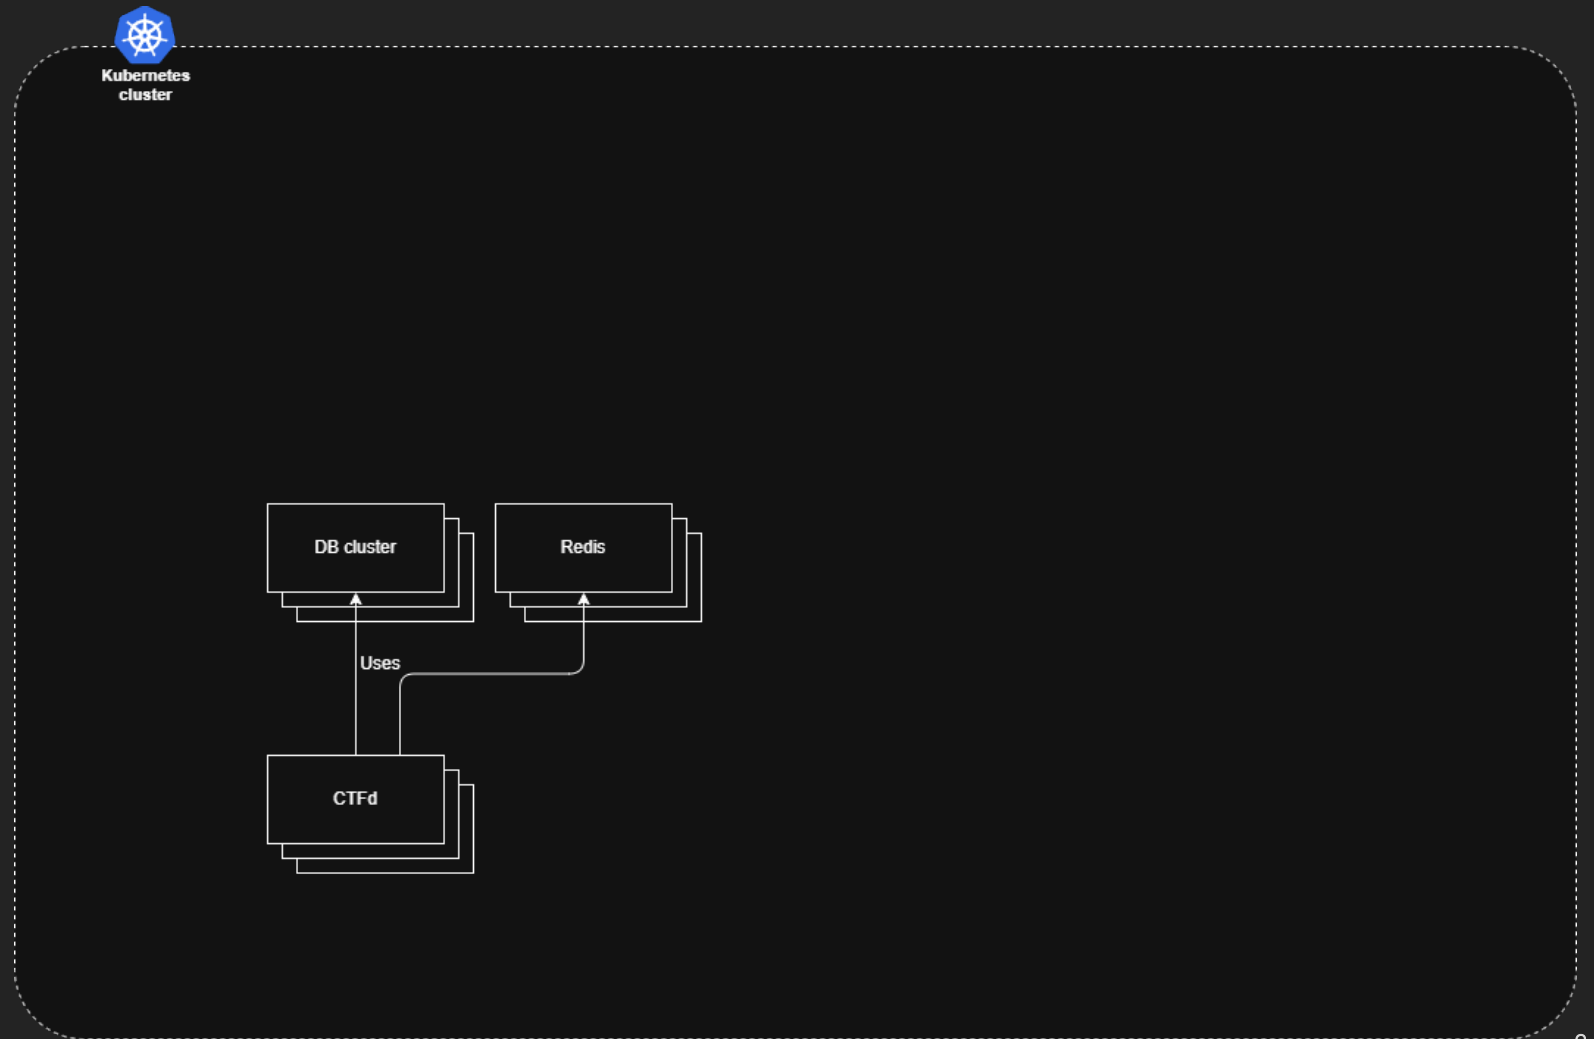 Kubernetes
cluster
DB cluster
Redis
Uses
CTFd